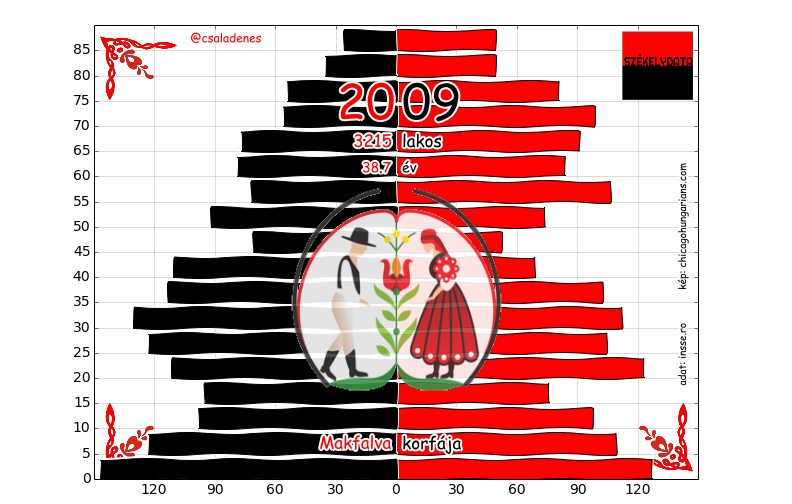 @csaladenes
SZÉKELYDATA
2009
3215 lakos
38.7 év
kép: chicagohungarians.com
adat: insse.ro
Makfalva korfája
85
80
75
70
65
60
55
50
45
40
35
30
25
20
15
10
5
0
120 90 60 30 0 30 60 90 120